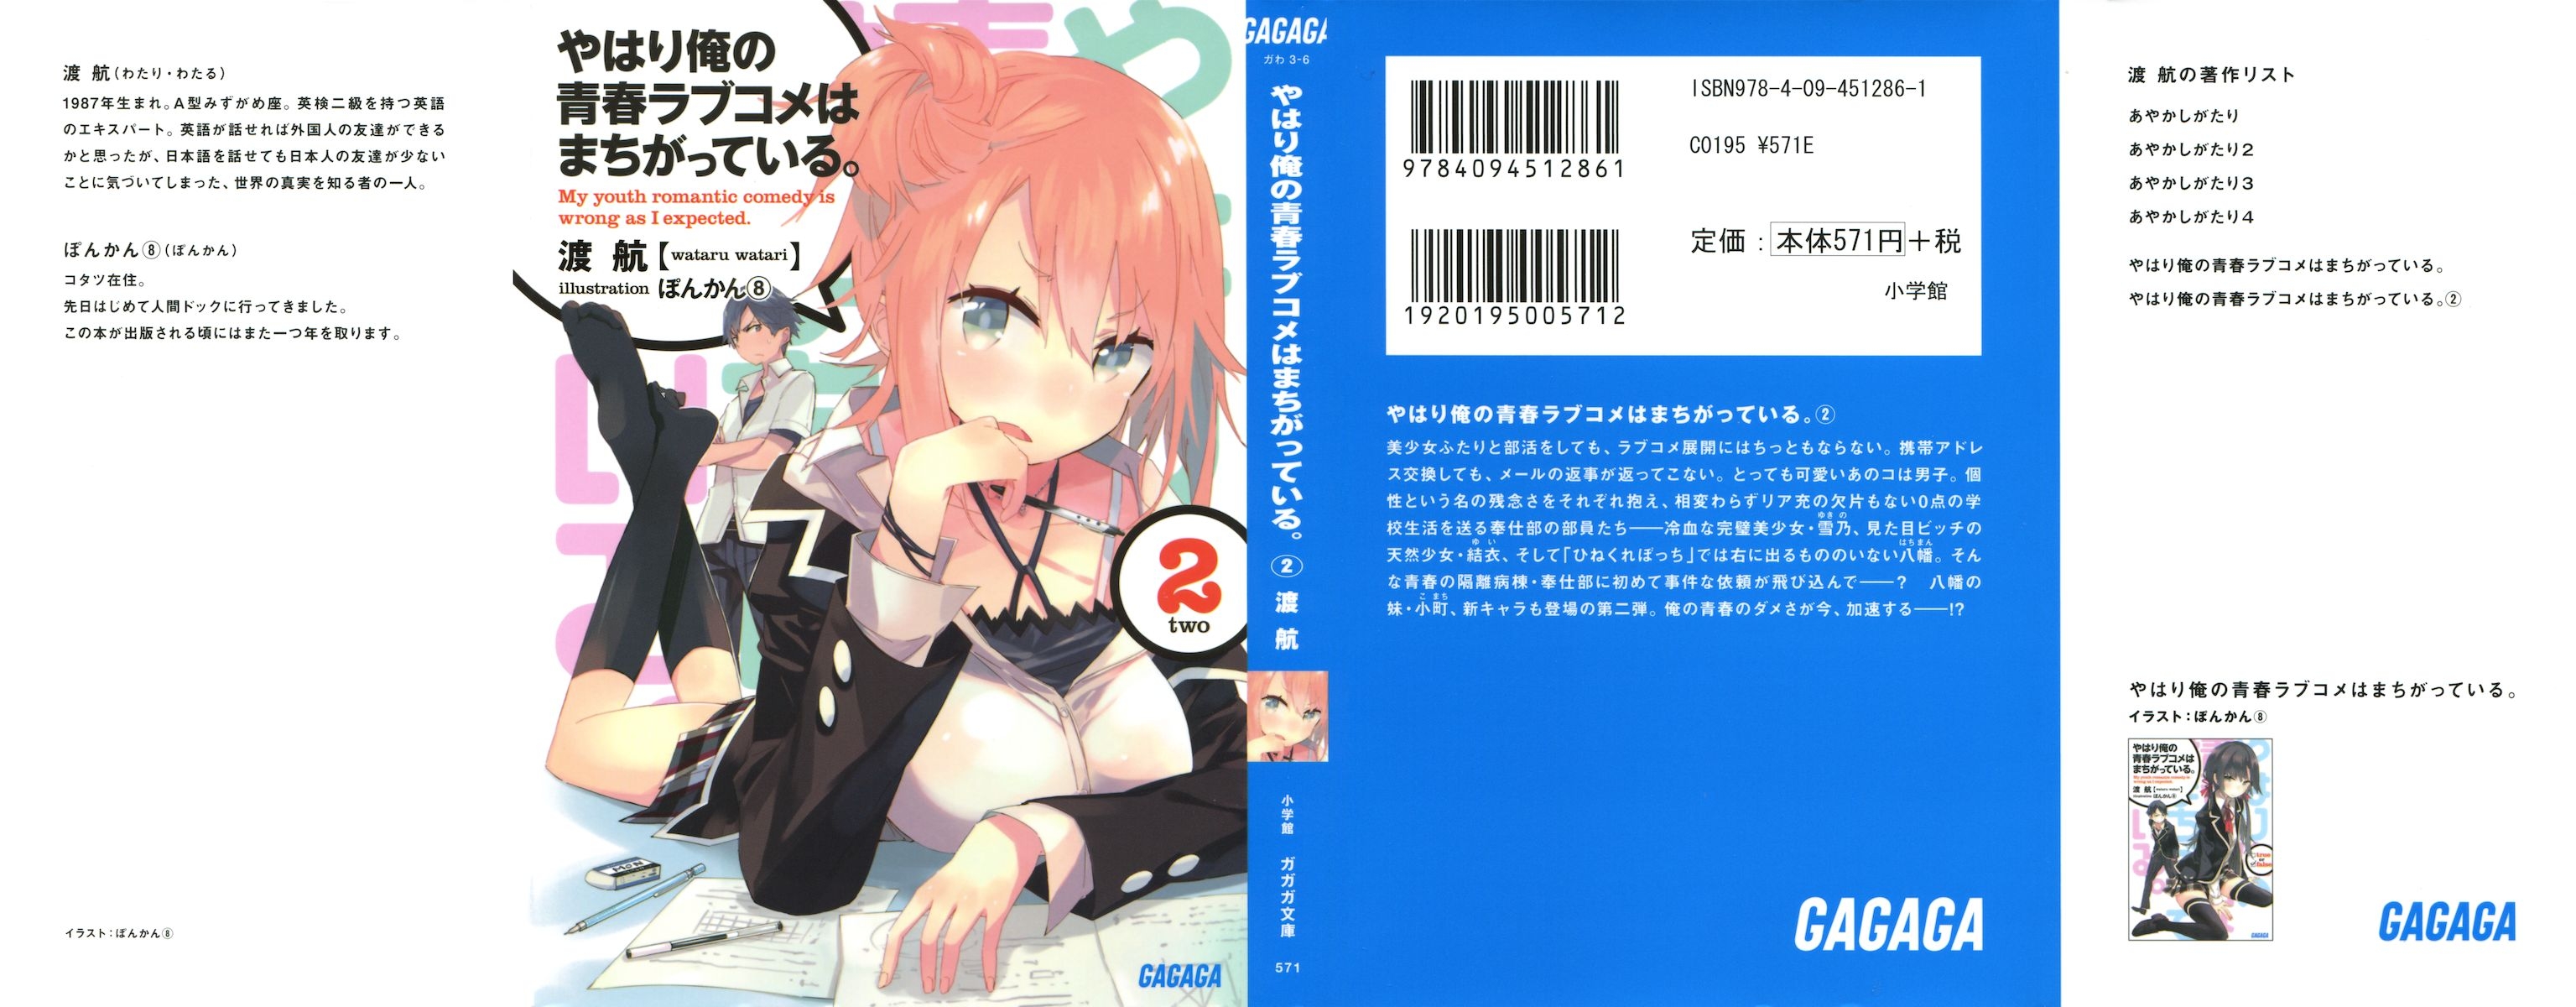 渡 航(わたり・わたる)
1987年生まれ。A型みずがめ座。英検二級を持つ英語
のエキスパート。英語が話せれば外国人の友達ができる
かと思ったが、日本語を話せても日本人の友達が少ない
ことに気づいてしまった、世界の真実を知る者の一人。
ぽんかん⑧(ぽんかん)
コタツ在住。
先日はじめて人間ドックに行ってきました。
この本が出版される頃にはまた一つ年を取ります。
イラスト:ぽんかん⑧
やはり俺の
青春ラブコメは
まちがっている。
My youth romantic comedy is
wrong as I expected.
渡 航【wataru watari】
illustration ぽんかん⑧
2
two
MONO
GAGAGA
GAGAGA
ガわ 3-6
やはり俺の青春ラブコメはまちがっている。② 渡 航
小学館 ガガガ文庫
571
9784094512861
ISBN978-4-09-451286-1
C0195 ¥571E
1920195005712
定価:本体571円+税
小学館
やはり俺の青春ラブコメはまちがっている。②
美少女ふたりと部活をしても、ラブコメ展開にはちっともならない。携帯アドレ
ス交換しても、メールの返事が返ってこない。とっても可愛いあのコは男子。個
性という名の残念さをそれぞれ抱え、相変わらずリア充の欠片もない0点の学
校生活を送る奉仕部の部員たち――冷血な完璧美少女・雪乃、見た目ビッチの
天然少女・結衣、そして「ひねくれぼっち」では右に出るもののいない八幡。そん
な青春の隔離病棟・奉仕部に初めて事件な依頼が飛び込んで――? 八幡の
妹・小町、新キャラも登場の第二弾。俺の青春のダメさが今、加速する――!?
GAGAGA
渡 航の著作リスト
あやかしがたり
あやかしがたり2
あやかしがたり3
あやかしがたり4
やはり俺の青春ラブコメはまちがっている。
やはり俺の青春ラブコメはまちがっている。②
やはり俺の青春ラブコメはまちがっている。
イラスト:ぽんかん⑧
やはり俺の
青春ラブコメは
まちがっている。
渡 航【wataru watari】
GAGAGA